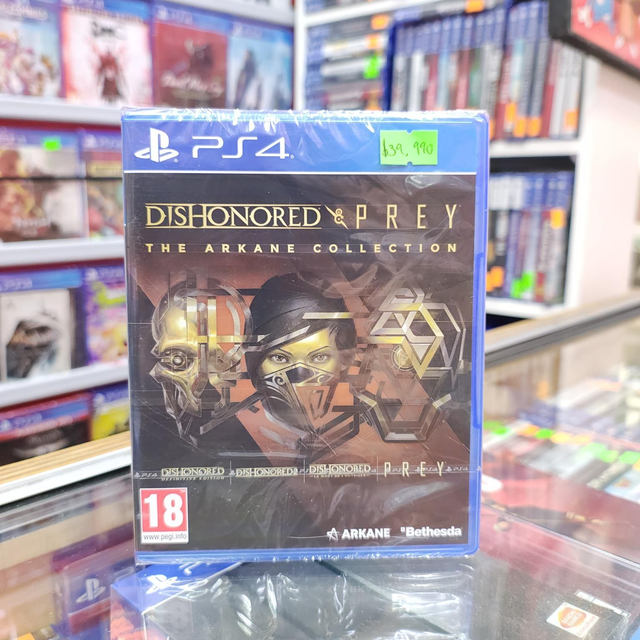 PS4
$39,990
DISHONORED & PREY
THE ARKANE COLLECTION
DISHONORED DISHONORED 2 DISHONORED PREY
DEFINITIVE EDITION
18
www.pegi.info
ARKANE Bethesda